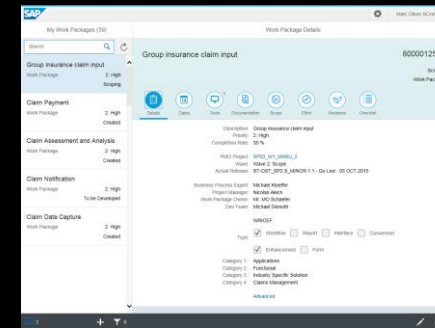 SAP
Marc Oliver SCHÄ
My Work Packages (39)
Work Package Details
Search
Group insurance claim input
Work Package
2: High
Scoping
Claim Payment
Work Package
2: High
Created
Claim Assessment and Analysis
Work Package
2: High
Created
Claim Notification
Work Package
2: High
To be Developed
Claim Data Capture
Work Package
2: High
Created
Group insurance claim input
80000125
Work Pac
Details
Dates
Texts
Documentation
Scope
Effort
Relations
Checklist
Description: Group insurance claim input
Priority: 2: High
Completion Rate: 30 %
Wave: Wave 2: Scope
Business Process Expert: Michael Kloeffer
Project Manager: Nicolas Alech
Work Package Owner: Mr. MO Schaefer
Dev Team: Michael Demuth
WRICEF
Type:
Workflow
Report
Interface
Conversion
Enhancement
Form
Category 1: Applications
Category 2: Functional
Category 3: Industry Specific Solution
Category 4: Claims Management
Advanced